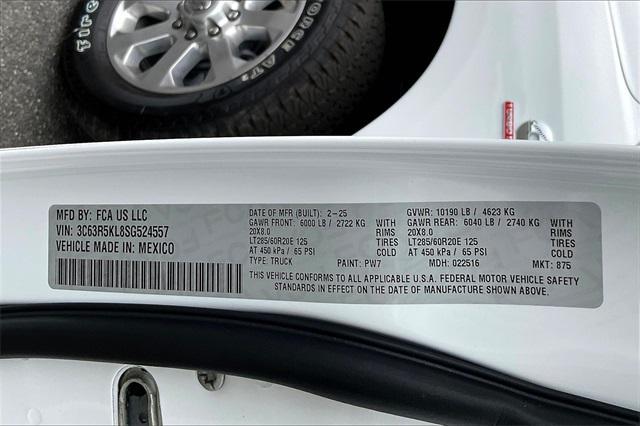 Firestone AT2
MFD BY: FCA US LLC
VIN: 3C63R5KL8SG524557
VEHICLE MADE IN: MEXICO
DATE OF MFR (BUILT): 2-25
GAWR FRONT: 6000 LB / 2722 KG WITH
20X8.0 RIMS
LT285/60R20E 125 TIRES
AT 450 kPa / 65 PSI COLD
TYPE: TRUCK PAINT: PW7
GVWR: 10190 LB / 4623 KG
GAWR REAR: 6040 LB / 2740 KG WITH
20X8.0 RIMS
LT285/60R20E 125 TIRES
AT 450 kPa / 65 PSI COLD
MDH: 022516 MKT: 875
THIS VEHICLE CONFORMS TO ALL APPLICABLE U.S.A. FEDERAL MOTOR VEHICLE SAFETY
STANDARDS IN EFFECT ON THE DATE OF MANUFACTURE SHOWN ABOVE.